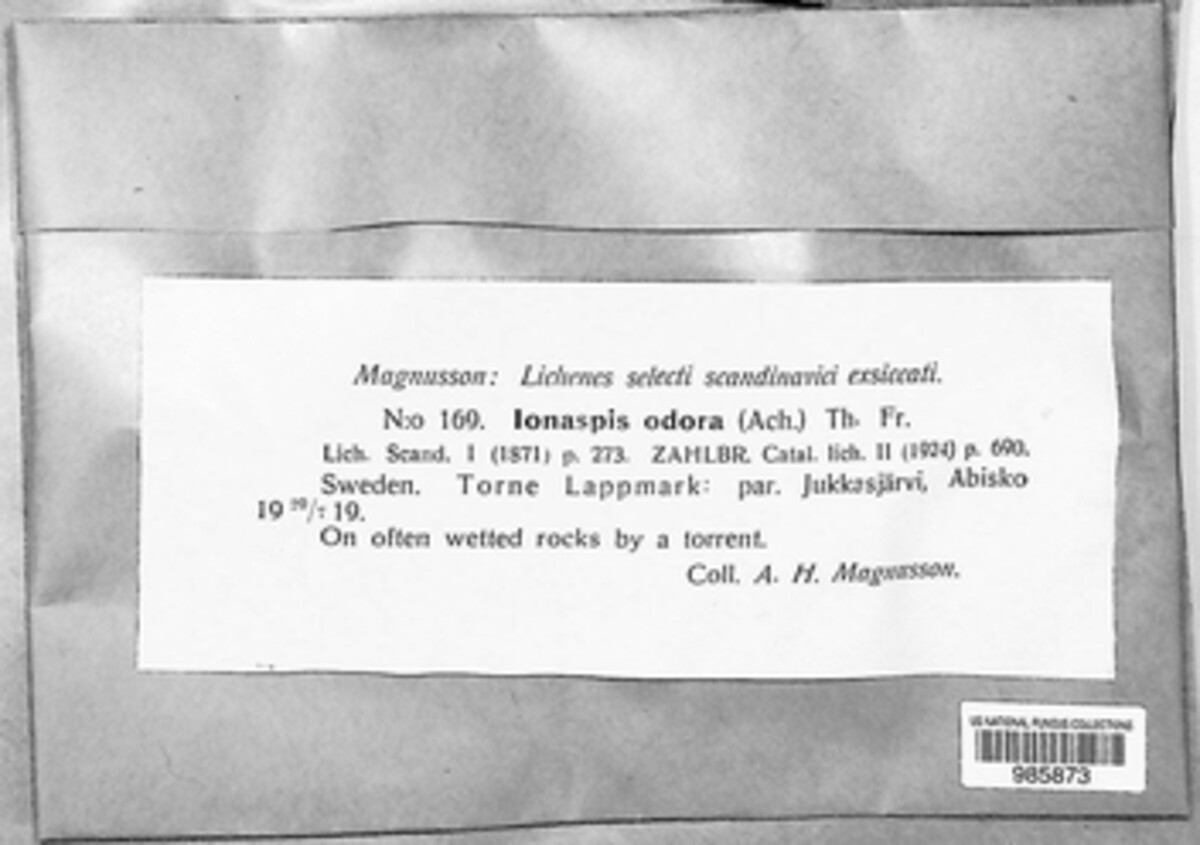 Magnusson: Lichenes selecti scandinavici exsiccati.
N:o 169. Ionaspis odora (Ach.) Th. Fr.
Lich. Scand. I (1871) p. 273. ZAHLBR. Catal. lich. II (1924) p. 690.
Sweden. Torne Lappmark: par. Jukkasjärvi, Abisko
19 / 19.
On often wetted rocks by a torrent.
Coll. A. H. Magnusson.
US NATIONAL FUNGUS COLLECTIONS
985873